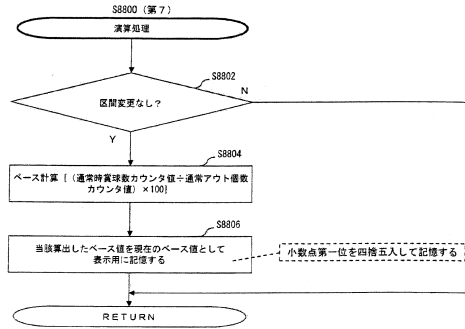 S8800（第７）
演算処理
S8802
区間変更なし？
N
Y
S8804
ベース計算｛（通常時賞球数カウンタ値÷通常アウト個数
カウンタ値）×100｝
S8806
当該算出したベース値を現在のベース値として
表示用に記憶する
小数点第一位を四捨五入して記憶する
ＲＥＴＵＲＮ